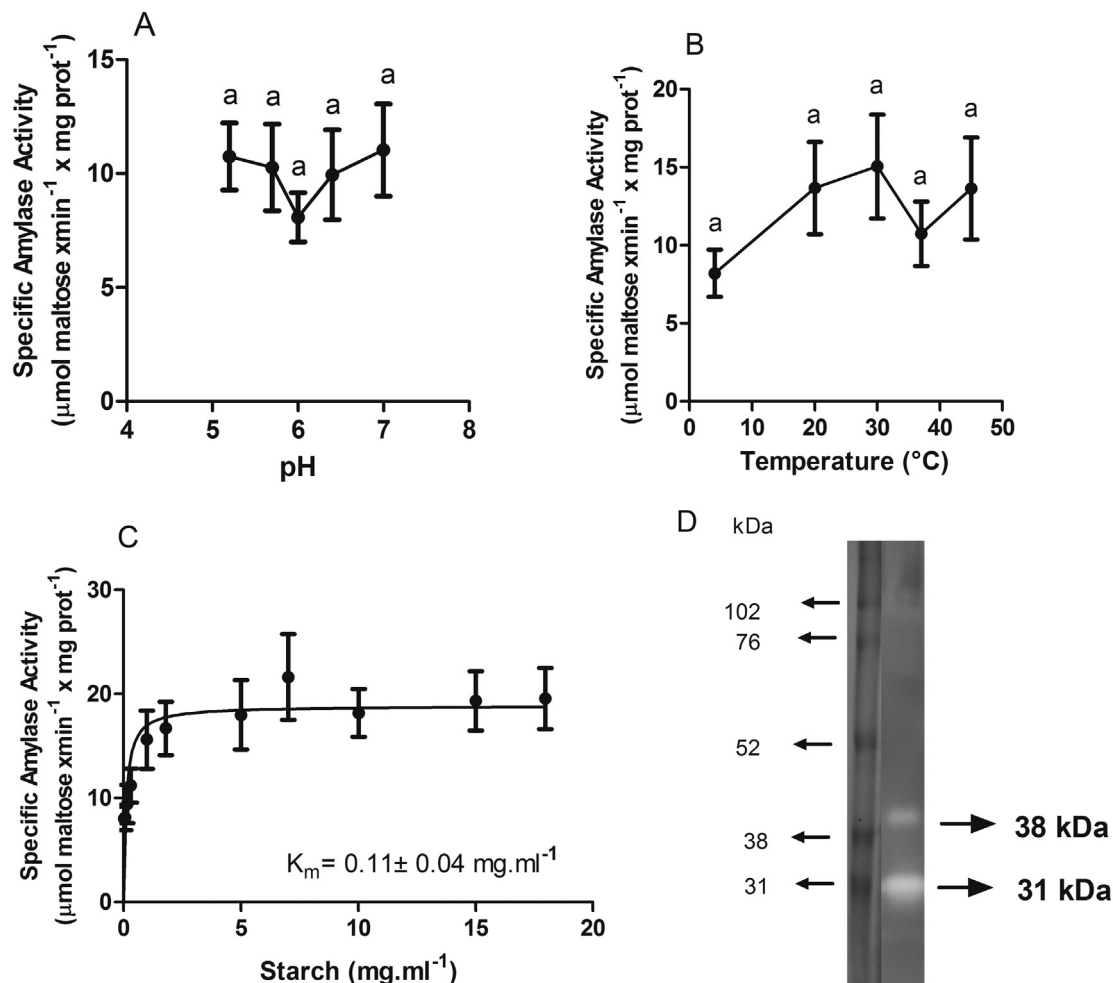 A
Specific Amylase Activity
(μmol maltose xmin⁻¹ x mg prot⁻¹)
15
10
5
0
a a a a a
4 5 6 7 8
pH
B
Specific Amylase Activity
(μmol maltose xmin⁻¹ x mg prot⁻¹)
20
15
10
5
0
a a a a a
0 10 20 30 40 50
Temperature (°C)
C
Specific Amylase Activity
(μmol maltose xmin⁻¹ x mg prot⁻¹)
30
20
10
0
Kₘ= 0.11± 0.04 mg.ml⁻¹
0 5 10 15 20
Starch (mg.ml⁻¹)
D kDa
102
76
52
38
31
38 kDa
31 kDa